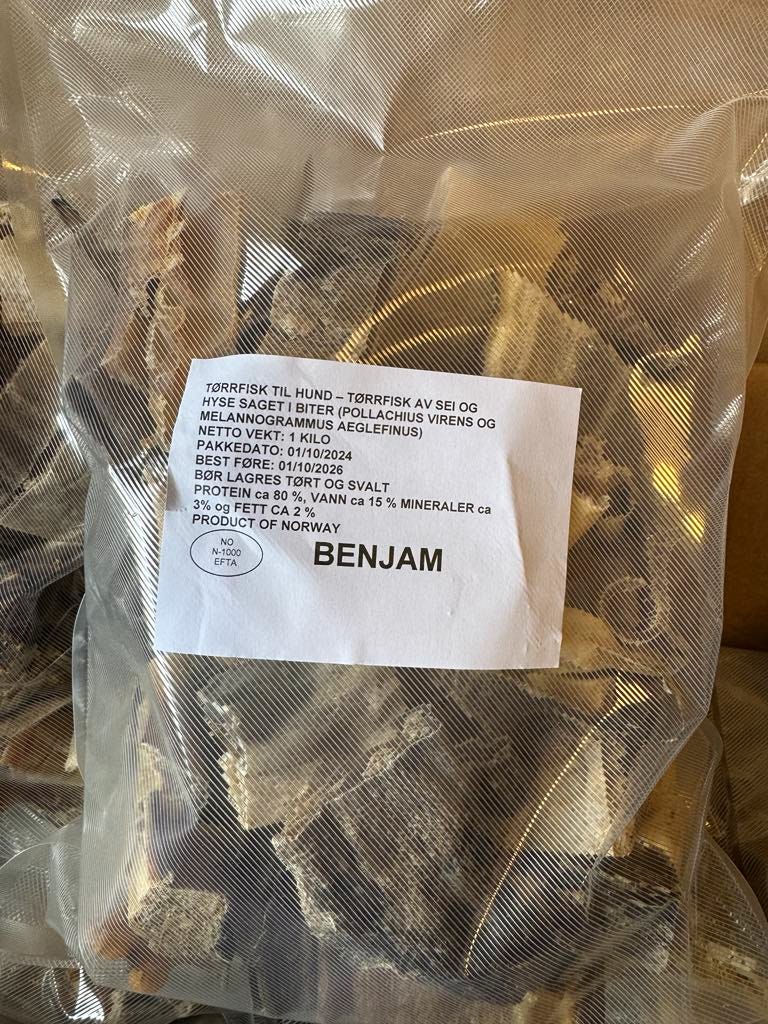 TØRRFISK TIL HUND – TØRRFISK AV SEI OG
HYSE SAGET I BITER (POLLACHIUS VIRENS OG
MELANNOGRAMMUS AEGLEFINUS)
NETTO VEKT: 1 KILO
PAKKEDATO: 01/10/2024
BEST FØRE: 01/10/2026
BØR LAGRES TØRT OG SVALT
PROTEIN ca 80 %, VANN ca 15 % MINERALER ca
3% og FETT CA 2 %
PRODUCT OF NORWAY
NO
N-1000
EFTA
BENJAM